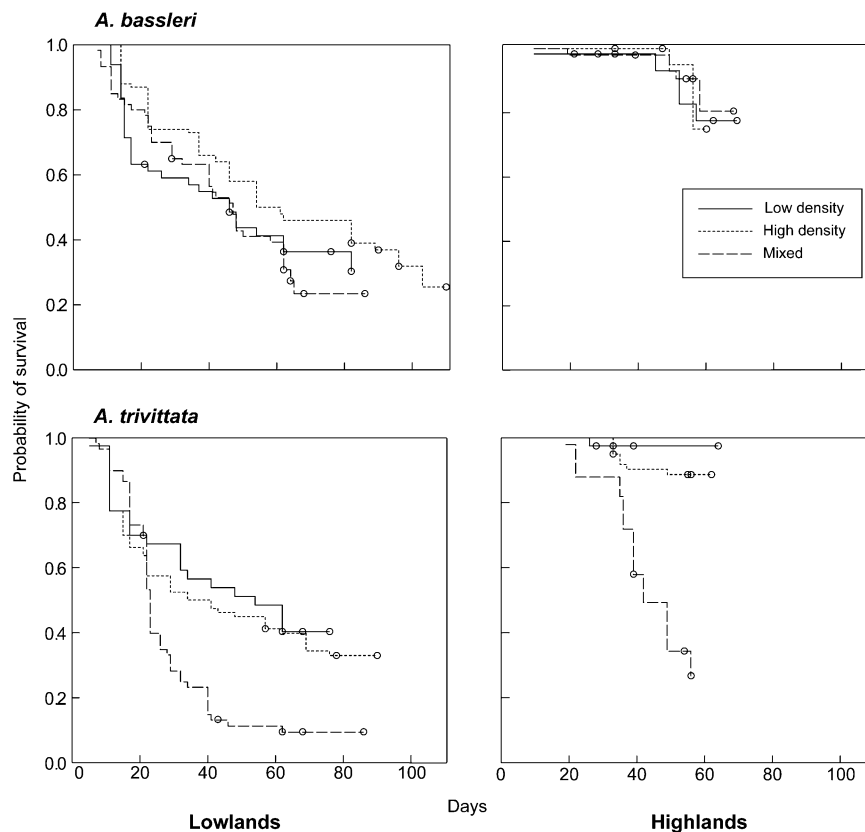 A. bassleri
1.0
0.8
0.6
0.4
0.2
0.0
Low density
High density
Mixed
Probability of survival
A. trivittata
1.0
0.8
0.6
0.4
0.2
0.0
20 40 60 80 100
0 20 40 60 80 100
Days
Lowlands
Highlands